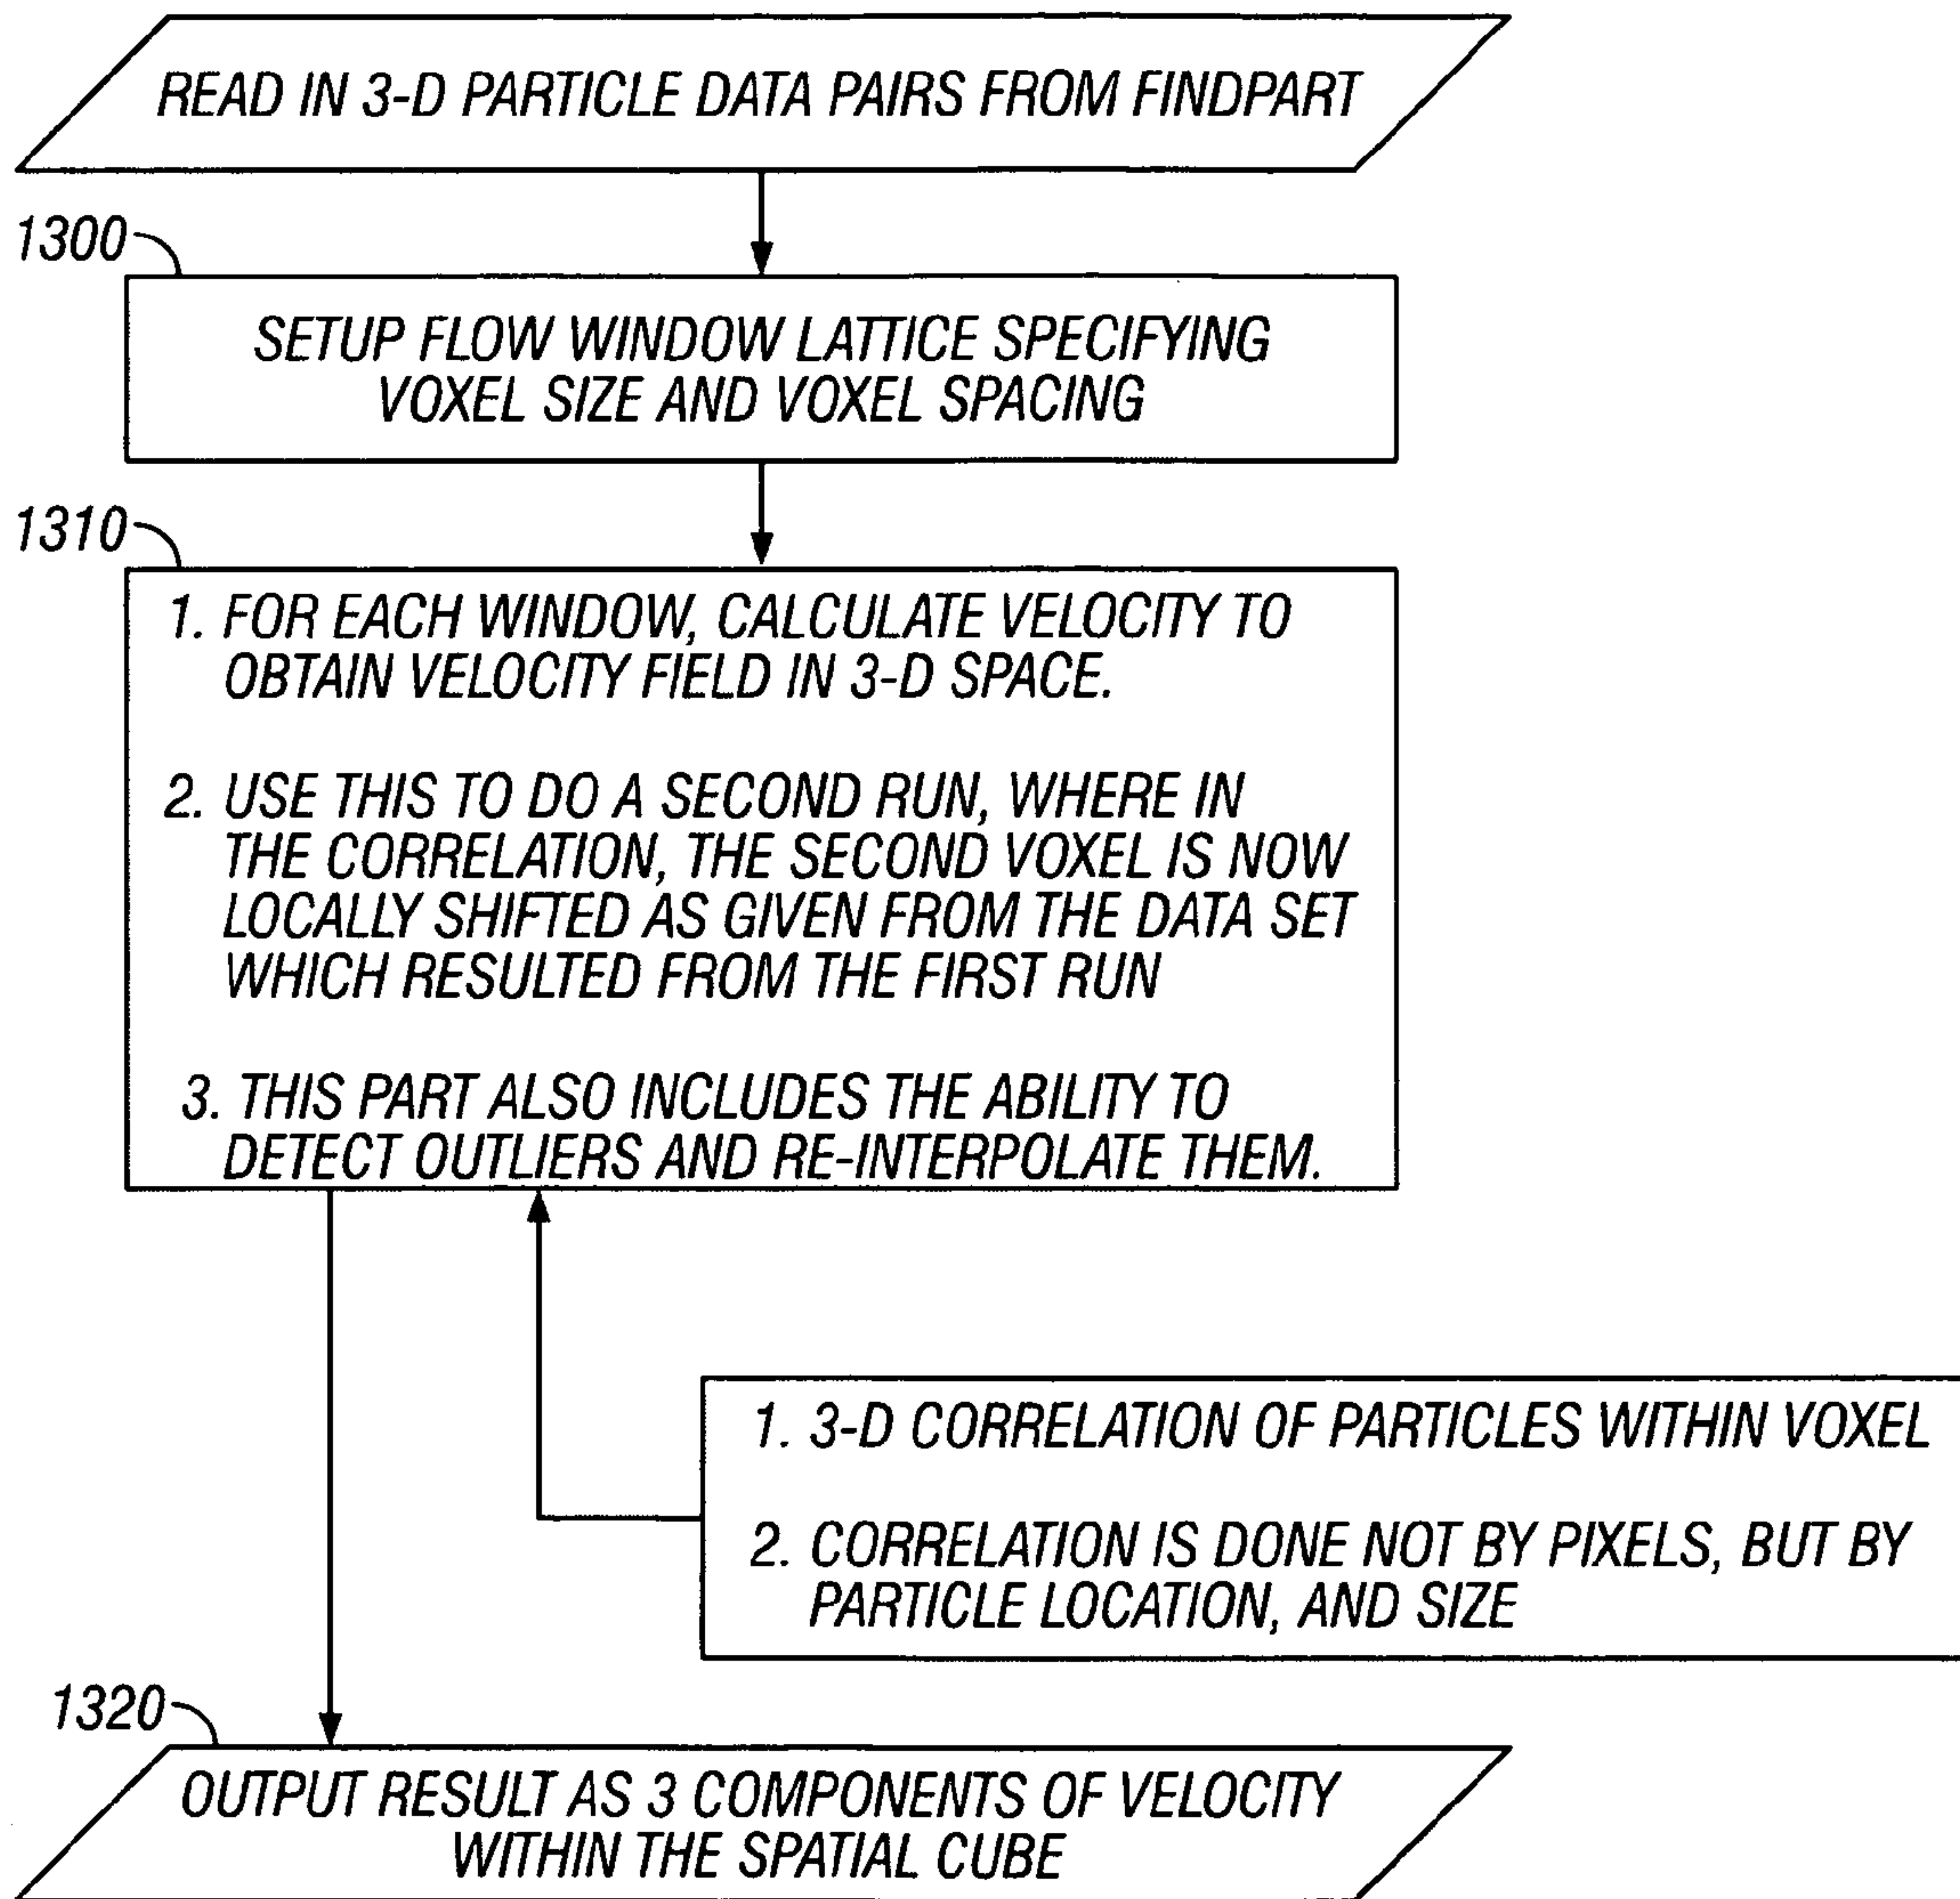 READ IN 3-D PARTICLE DATA PAIRS FROM FINDPART
1300
SETUP FLOW WINDOW LATTICE SPECIFYING
VOXEL SIZE AND VOXEL SPACING
1310
1. FOR EACH WINDOW, CALCULATE VELOCITY TO
OBTAIN VELOCITY FIELD IN 3-D SPACE.
2. USE THIS TO DO A SECOND RUN, WHERE IN
THE CORRELATION, THE SECOND VOXEL IS NOW
LOCALLY SHIFTED AS GIVEN FROM THE DATA SET
WHICH RESULTED FROM THE FIRST RUN
3. THIS PART ALSO INCLUDES THE ABILITY TO
DETECT OUTLIERS AND RE-INTERPOLATE THEM.
1. 3-D CORRELATION OF PARTICLES WITHIN VOXEL
2. CORRELATION IS DONE NOT BY PIXELS, BUT BY
PARTICLE LOCATION, AND SIZE
1320
OUTPUT RESULT AS 3 COMPONENTS OF VELOCITY
WITHIN THE SPATIAL CUBE